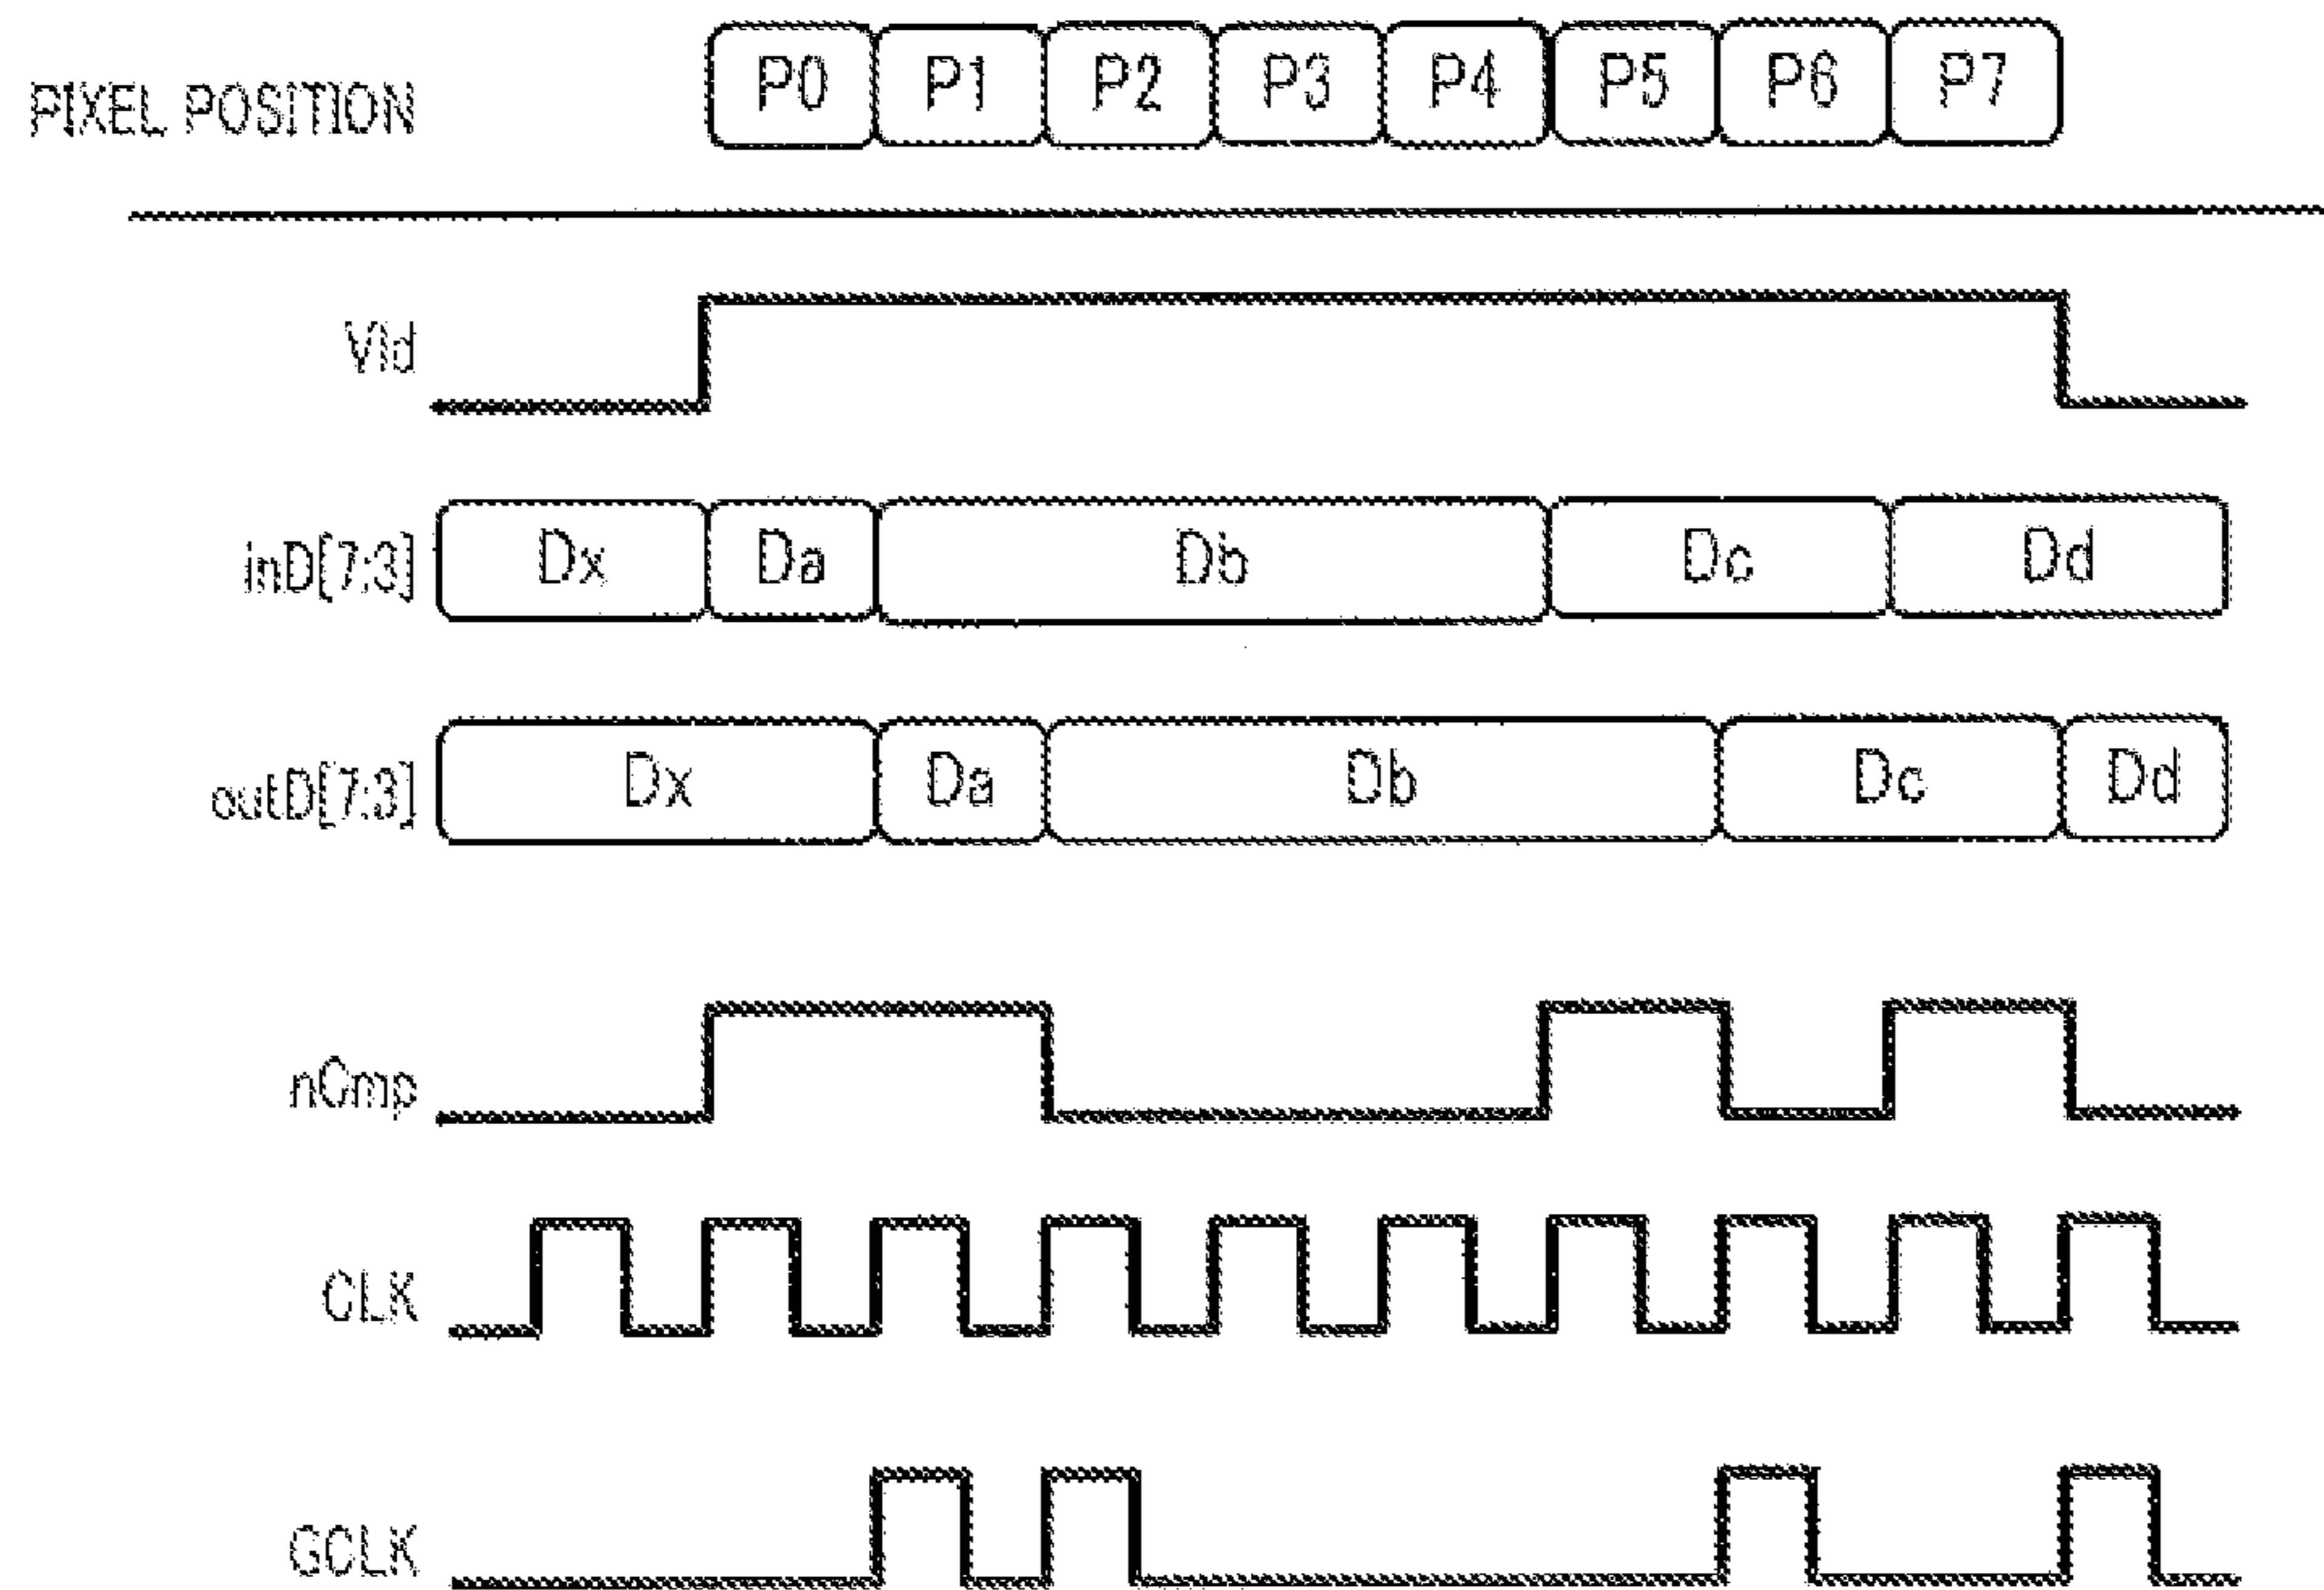 PIXEL POSITION P0 P1 P2 P3 P4 P5 P6 P7
Vld
inD[7:3] Dx Da Db Dc Dd
outD[7:3] Dx Da Db Dc Dd
nCmp
CLK
GCLK